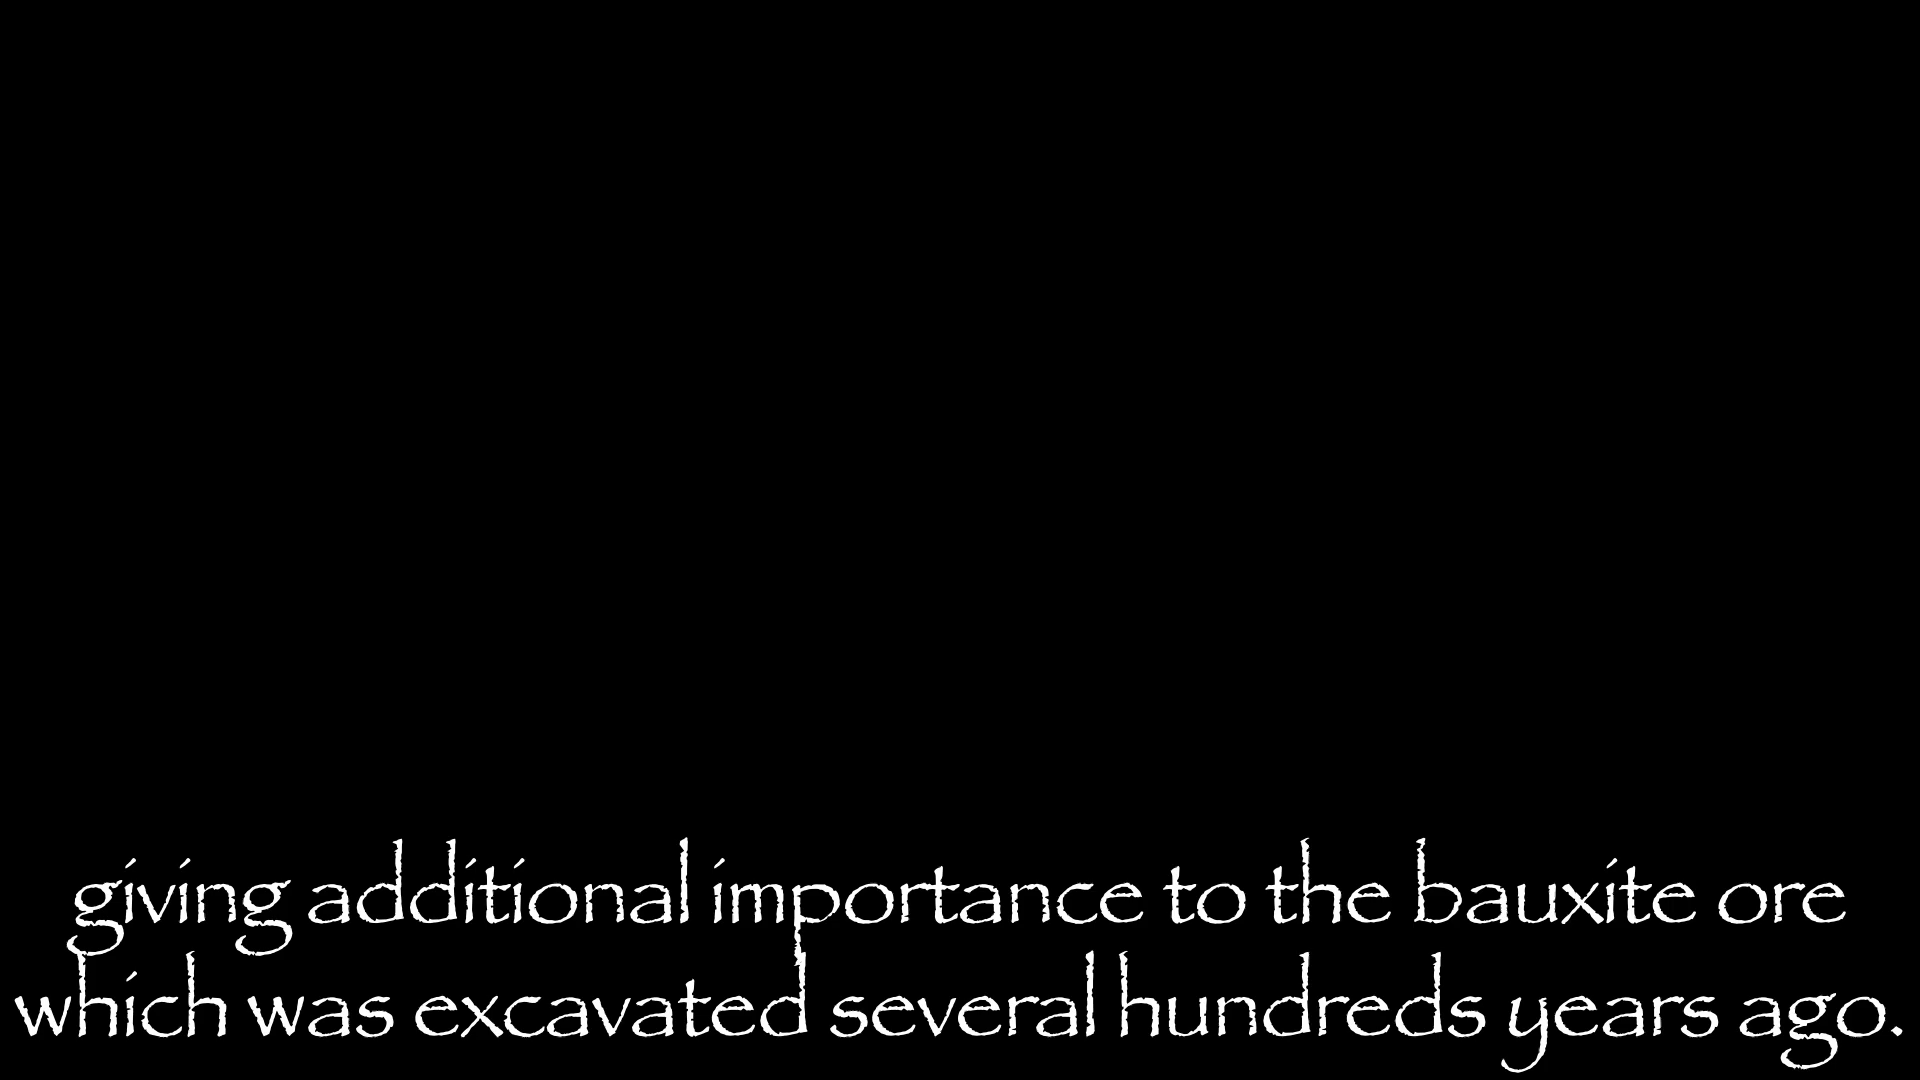 giving additional importance to the bauxite ore
which was excavated several hundreds years ago.